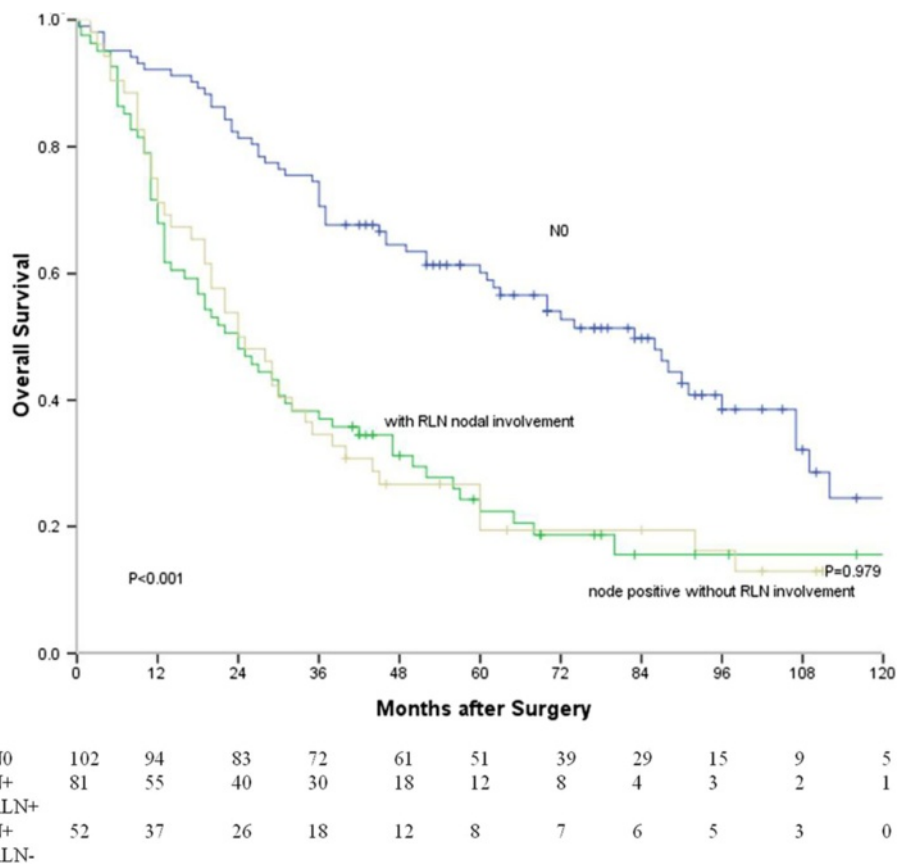 1.0
0.8
N0
0.6
Overall Survival
0.4
with RLN nodal involvement
0.2
P<0.001
P=0.979
node positive without RLN involvement
0.0
0 12 24 36 48 60 72 84 96 108 120
Months after Surgery
102 94 83 72 61 51 39 29 15 9 5
81 55 40 30 18 12 8 4 3 2 1
LN+
52 37 26 18 12 8 7 6 5 3 0
LN-